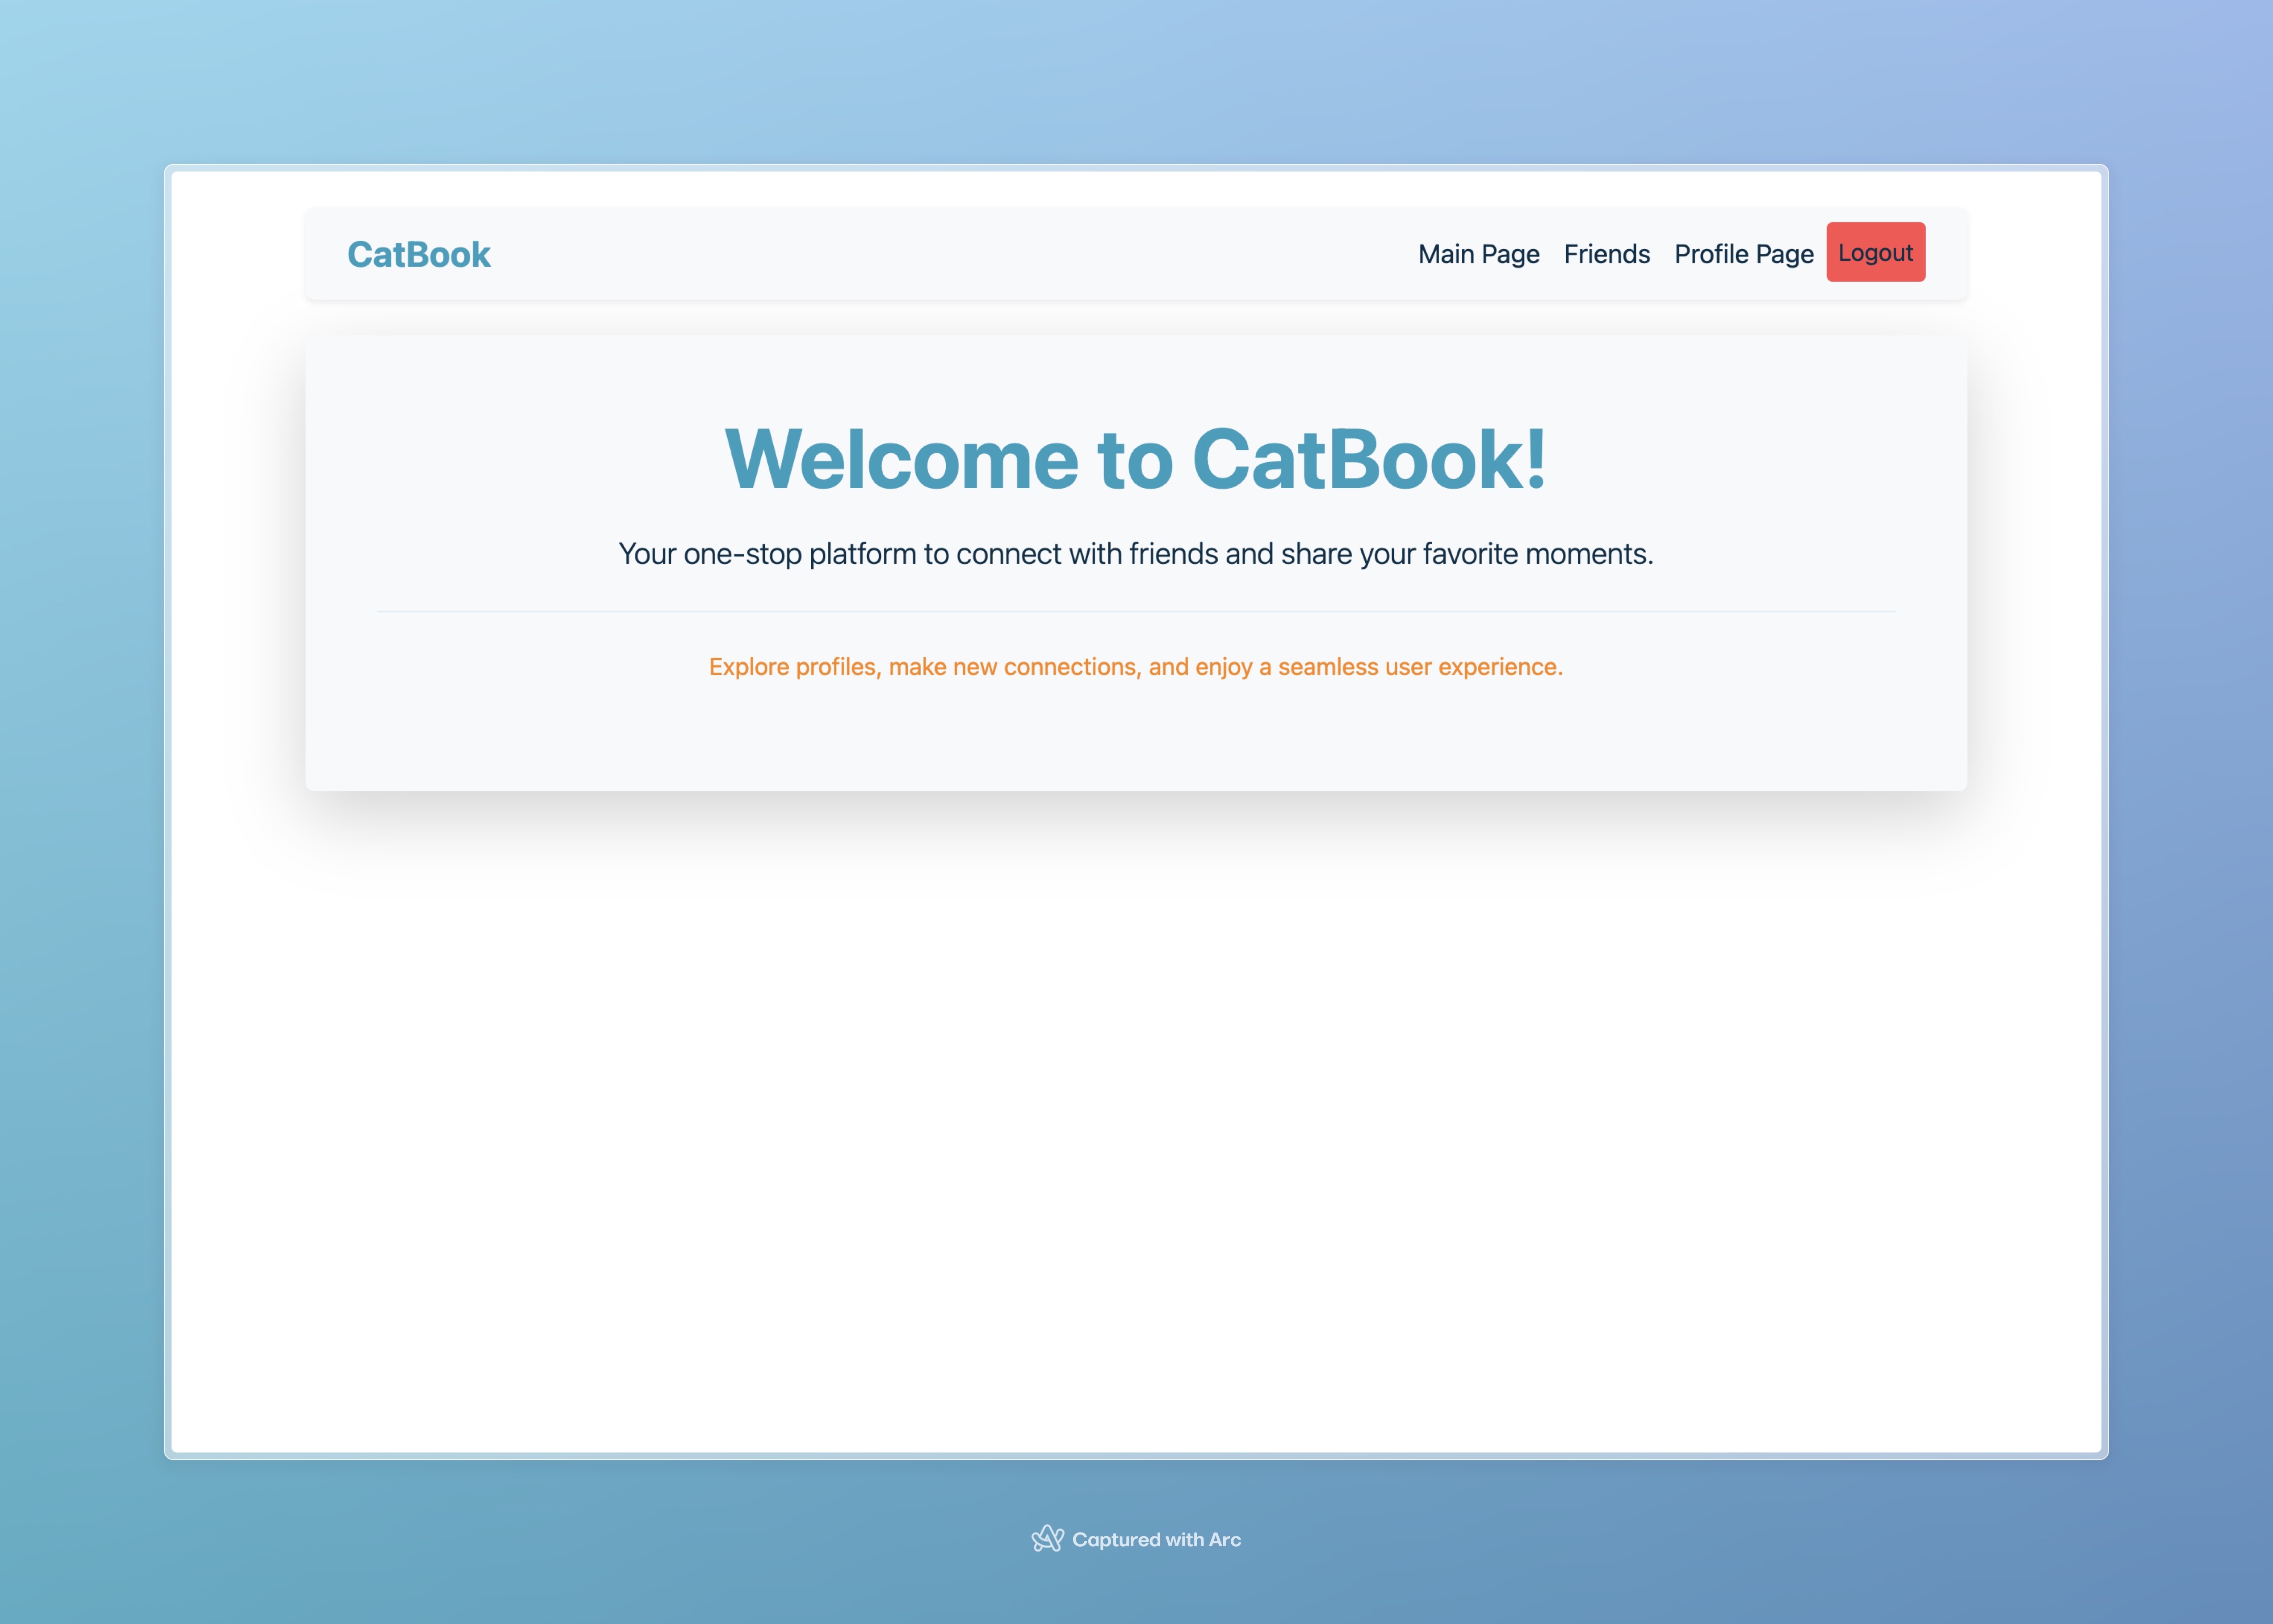 CatBook
Main Page Friends Profile Page Logout
Welcome to CatBook!
Your one-stop platform to connect with friends and share your favorite moments.
Explore profiles, make new connections, and enjoy a seamless user experience.
Captured with Arc